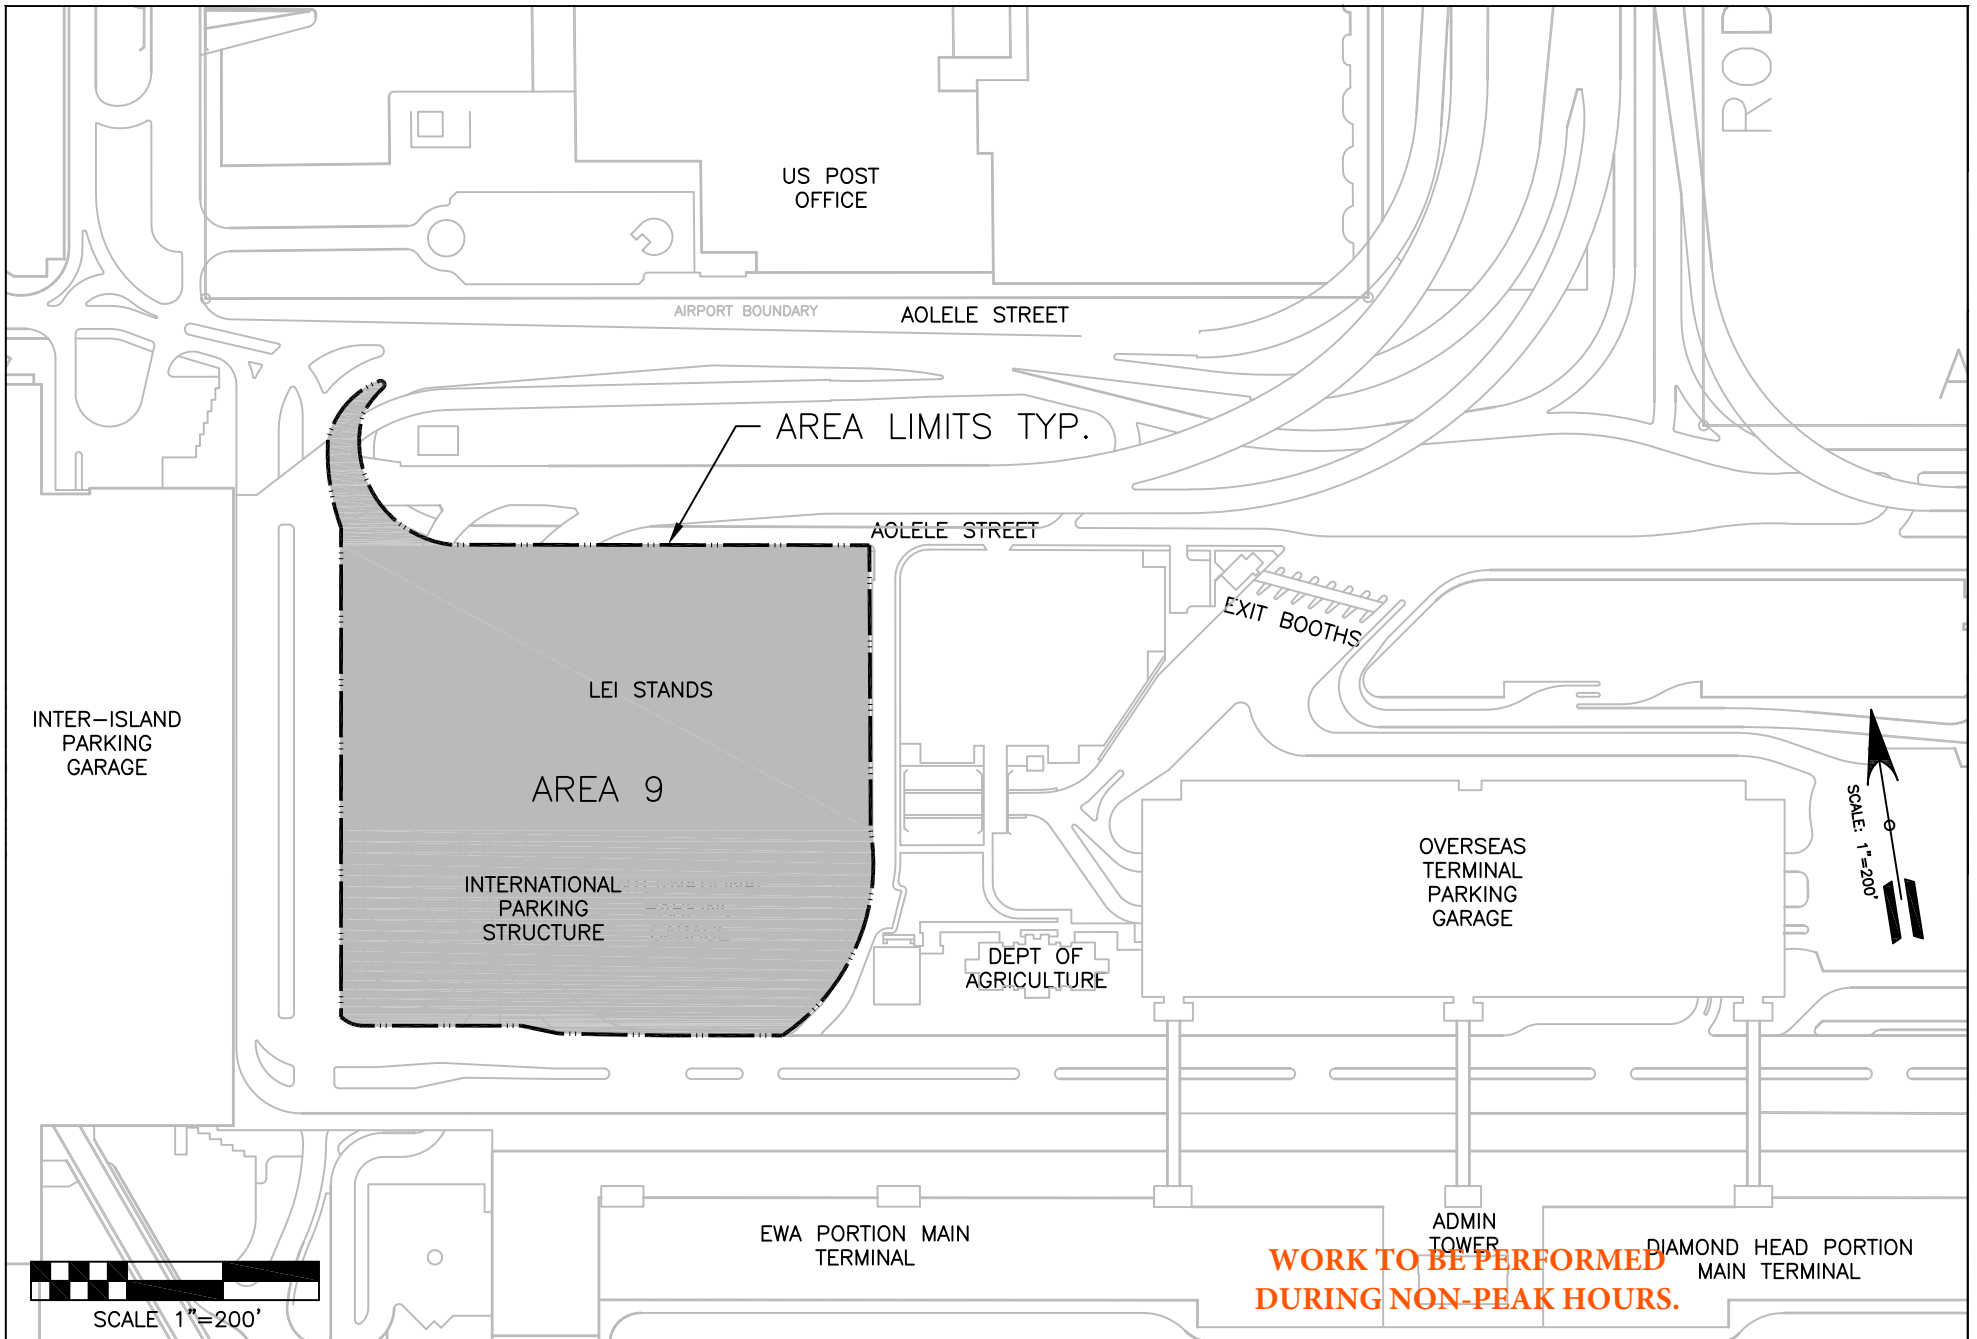 ROD
US POST
OFFICE
AIRPORT BOUNDARY
AOLELE STREET
A
AREA LIMITS TYP.
AOLELE STREET
EXIT BOOTHS
LEI STANDS
INTER-ISLAND
PARKING
GARAGE
AREA 9
SCALE: 1"=200'
OVERSEAS
TERMINAL
PARKING
GARAGE
INTERNATIONAL
PARKING
STRUCTURE
DEPT OF
AGRICULTURE
EWA PORTION MAIN
TERMINAL
ADMIN
TOWER
DIAMOND HEAD PORTION
MAIN TERMINAL
WORK TO BE PERFORMED
DURING NON-PEAK HOURS.
SCALE 1"=200'